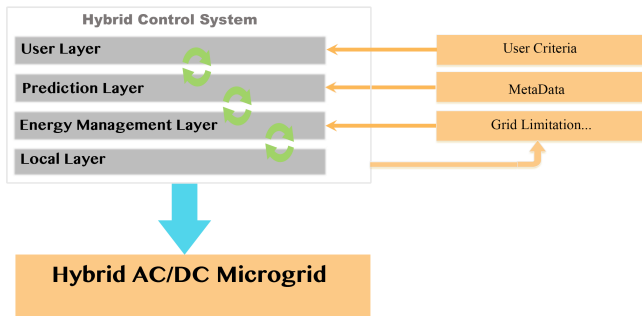 Hybrid Control System
User Layer
User Criteria
Prediction Layer
MetaData
Energy Management Layer
Grid Limitation...
Local Layer
Hybrid AC/DC Microgrid